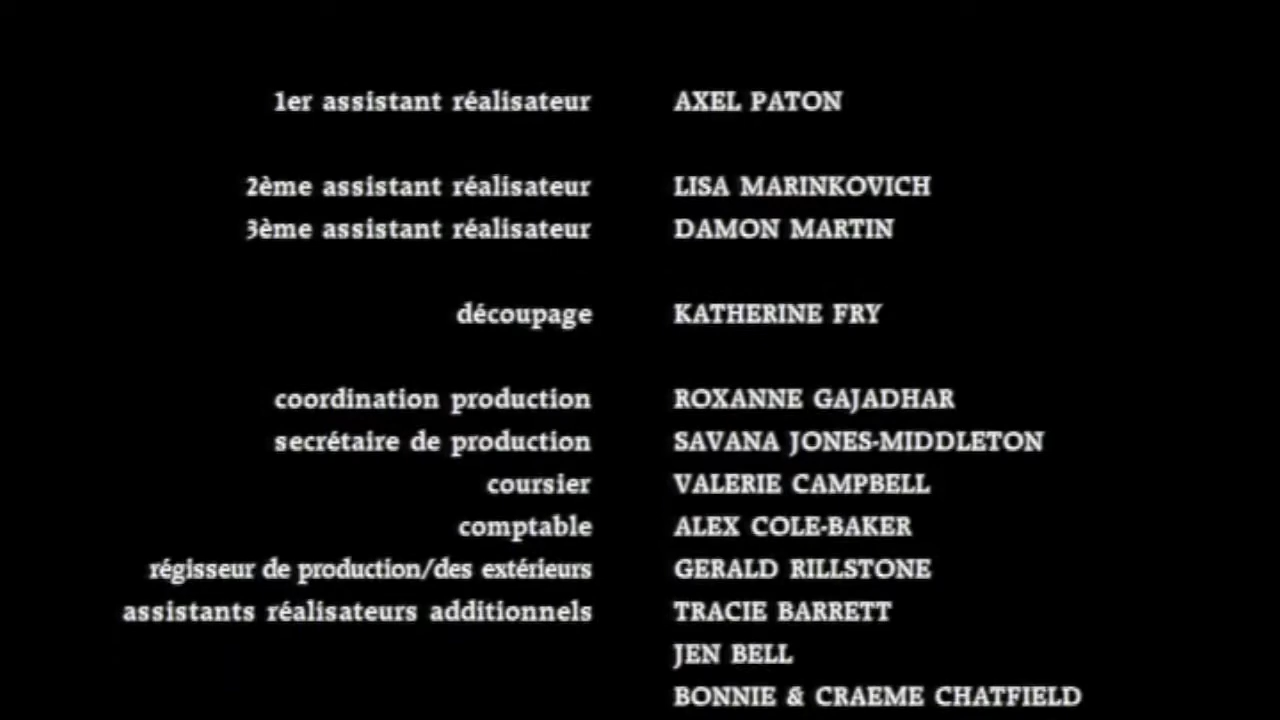 1er assistant réalisateur AXEL PATON
2ème assistant réalisateur LISA MARINKOVICH
3ème assistant réalisateur DAMON MARTIN
découpage KATHERINE FRY
coordination production ROXANNE GAJADHAR
secrétaire de production SAVANA JONES-MIDDLETON
coursier VALERIE CAMPBELL
comptable ALEX COLE-BAKER
régisseur de production/des extérieurs GERALD RILLSTONE
assistants réalisateurs additionnels TRACIE BARRETT
JEN BELL
BONNIE & CRAEME CHATFIELD